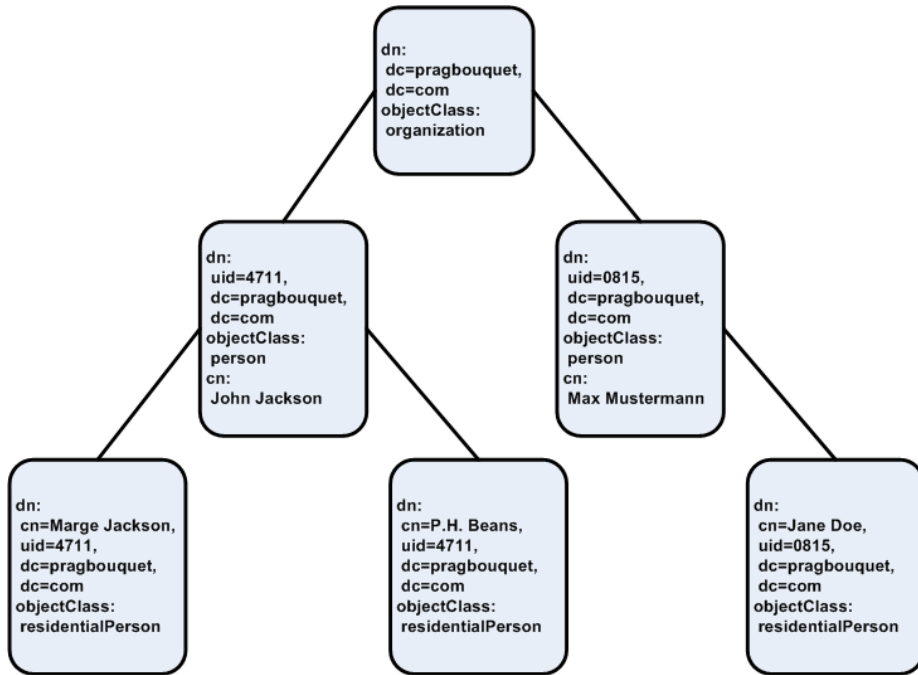 dn:
dc=pragbouquet,
dc=com
objectClass:
organization
dn:
uid=4711,
dc=pragbouquet,
dc=com
objectClass:
person
cn:
John Jackson
dn:
uid=0815,
dc=pragbouquet,
dc=com
objectClass:
person
cn:
Max Mustermann
dn:
cn=Marge Jackson,
uid=4711,
dc=pragbouquet,
dc=com
objectClass:
residentialPerson
dn:
cn=P.H. Beans,
uid=4711,
dc=pragbouquet,
dc=com
objectClass:
residentialPerson
dn:
cn=Jane Doe,
uid=0815,
dc=pragbouquet,
dc=com
objectClass:
residentialPerson